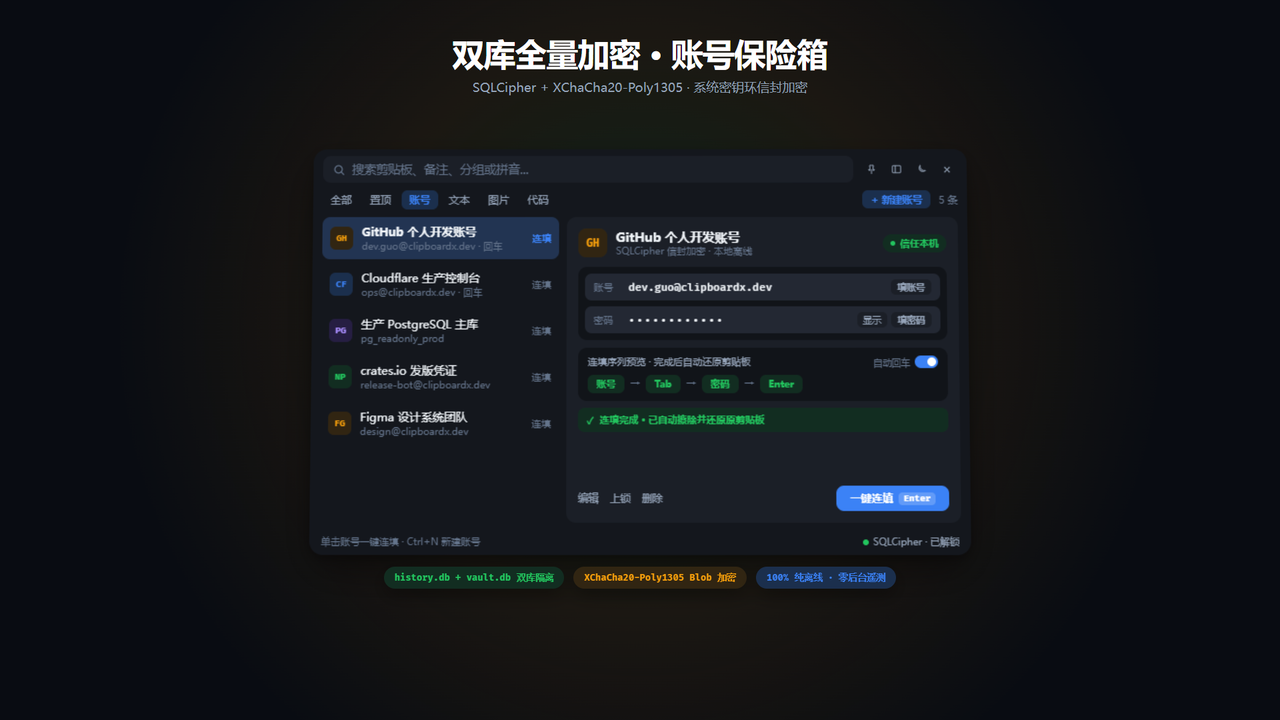 双库全量加密 • 账号保险箱
SQLCipher + XChaCha20-Poly1305 · 系统密钥环信封加密
搜索剪贴板、备注、分组或拼音...
全部 置顶 账号 文本 图片 代码
+ 新建账号 5 条
GH GitHub 个人开发账号
dev.guo@clipboardx.dev · 回车
连填
CF Cloudflare 生产控制台
ops@clipboardx.dev · 回车
连填
PG 生产 PostgreSQL 主库
pg_readonly_prod
连填
NP crates.io 发版凭证
release-bot@clipboardx.dev
连填
FG Figma 设计系统团队
design@clipboardx.dev
连填
GH GitHub 个人开发账号
SQLCipher 信封加密 · 本地离线
● 信任本机
账号 dev.guo@clipboardx.dev 填账号
密码 •••••••••••• 显示 填密码
连填序列预览 · 完成后自动还原剪贴板 自动回车
账号 → Tab → 密码 → Enter
✓ 连填完成 • 已自动擦除并还原原剪贴板
编辑 上锁 删除
一键连填 Enter
单击账号一键连填 · Ctrl+N 新建账号
● SQLCipher · 已解锁
history.db + vault.db 双库隔离
XChaCha20-Poly1305 Blob 加密
100% 纯离线 · 零后台遥测